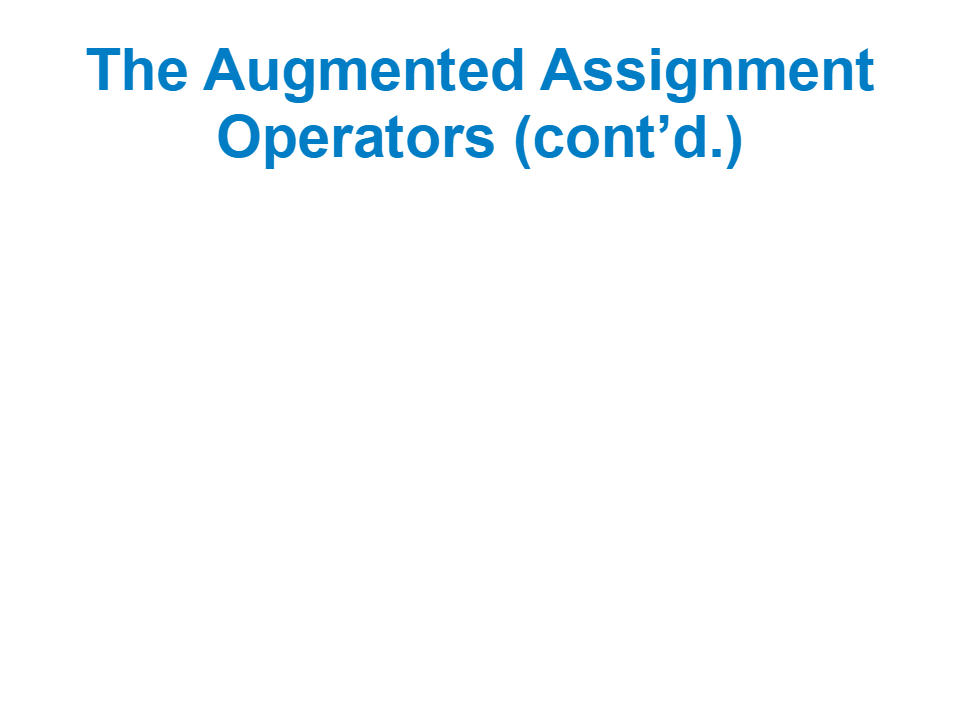 The Augmented Assignment
Operators (cont’d.)